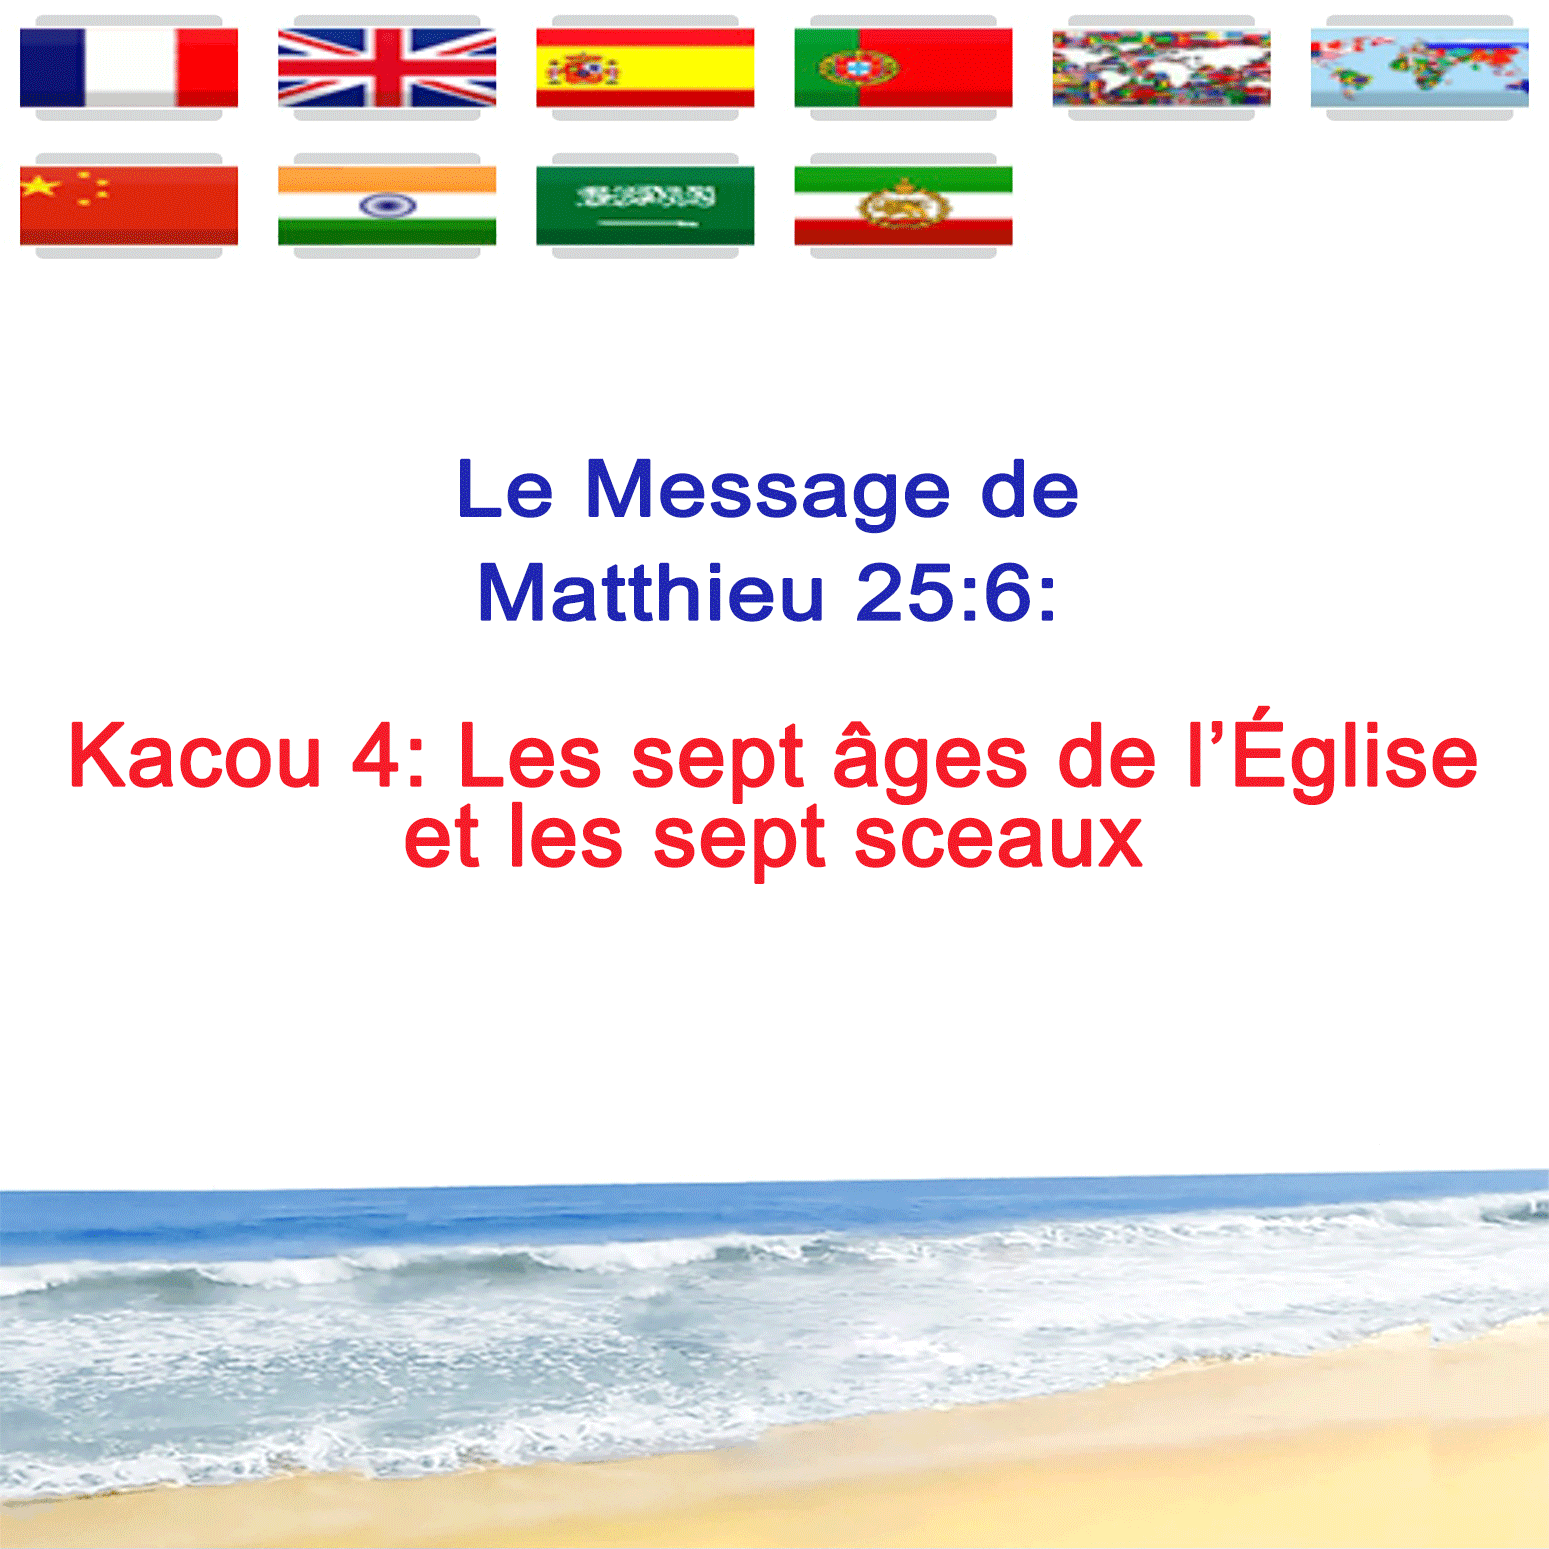 Le Message de
Matthieu 25:6:
Kacou 4: Les sept âges de l’Église
et les sept sceaux